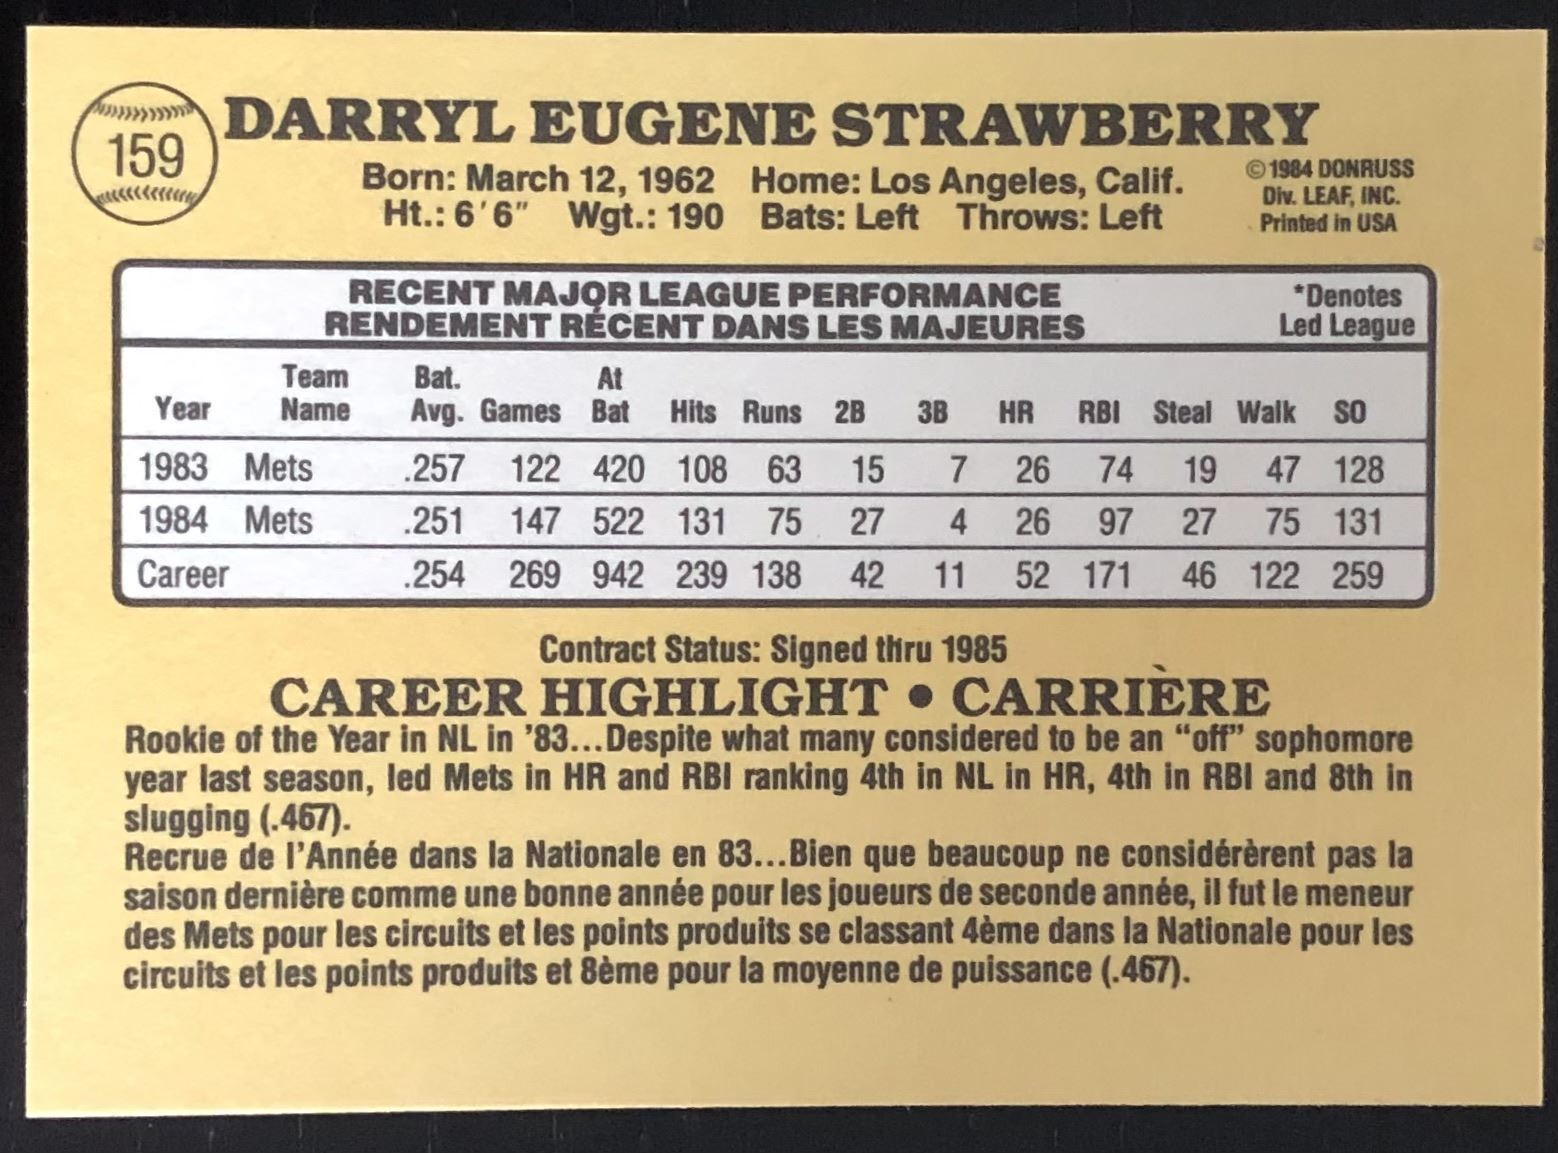 159
DARRYL EUGENE STRAWBERRY
Born: March 12, 1962 Home: Los Angeles, Calif.
Ht.: 6'6" Wgt.: 190 Bats: Left Throws: Left
©1984 DONRUSS
Div. LEAF, INC.
Printed in USA
RECENT MAJOR LEAGUE PERFORMANCE
RENDEMENT RÉCENT DANS LES MAJEURES
*Denotes
Led League
Year Team Name Bat. Avg. Games At Bat Hits Runs 2B 3B HR RBI Steal Walk SO
1983 Mets .257 122 420 108 63 15 7 26 74 19 47 128
1984 Mets .251 147 522 131 75 27 4 26 97 27 75 131
Career .254 269 942 239 138 42 11 52 171 46 122 259
Contract Status: Signed thru 1985
CAREER HIGHLIGHT • CARRIÈRE
Rookie of the Year in NL in '83...Despite what many considered to be an "off" sophomore
year last season, led Mets in HR and RBI ranking 4th in NL in HR, 4th in RBI and 8th in
slugging (.467).
Recrue de l'Année dans la Nationale en 83...Bien que beaucoup ne considérèrent pas la
saison dernière comme une bonne année pour les joueurs de seconde année, il fut le meneur
des Mets pour les circuits et les points produits se classant 4ème dans la Nationale pour les
circuits et les points produits et 8ème pour la moyenne de puissance (.467).